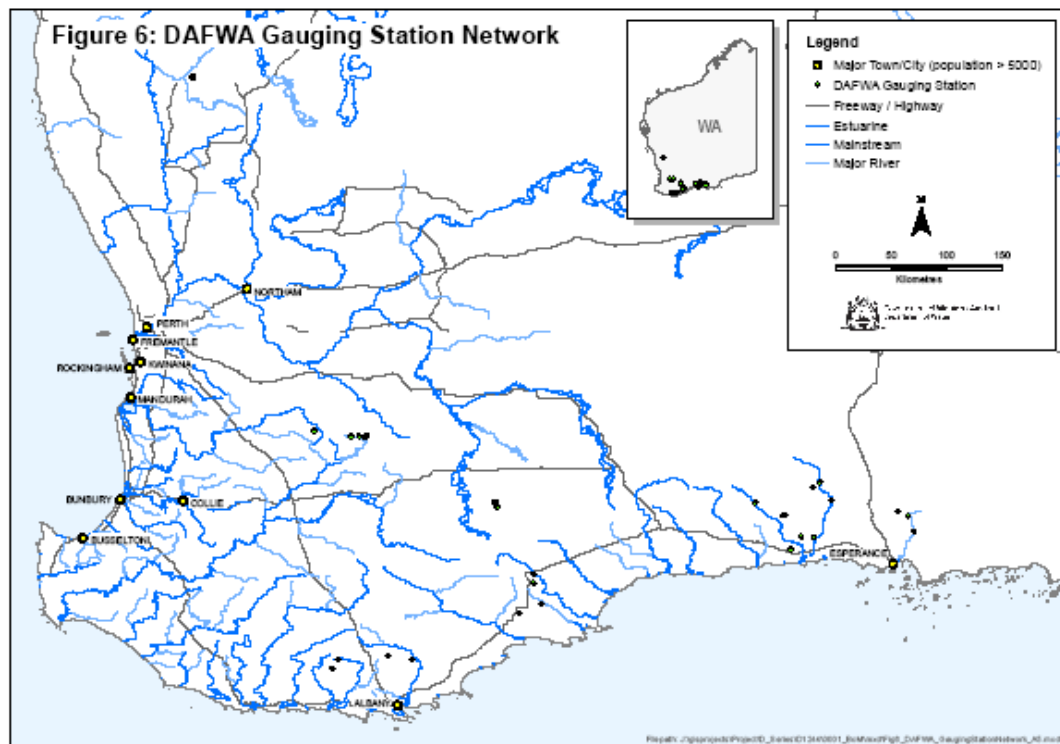 Figure 6: DAFWA Gauging Station Network
WA
Legend
Major Town/City (population > 5000)
DAFWA Gauging Station
Freeway / Highway
Estuarine
Mainstream
Major River
N
0 50 100 150
Kilometres
NORTHAM
PERTH
FREMANTLE
KWINANA
ROCKINGHAM
MANDURAH
BUNBURY
COLLIE
BUSSELTON
ESPERANCE
ALBANY